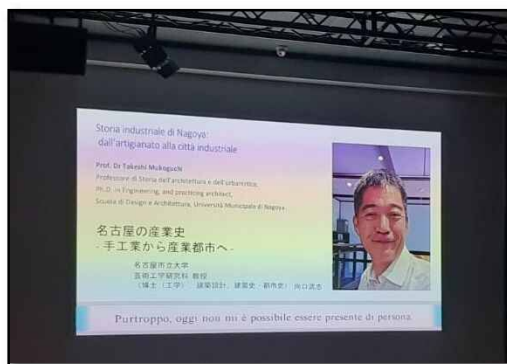 Storia industriale di Nagoya:
dall'artigianato alla città industriale
Prof. Dr Takeshi Mukoguchi
Professore di Storia dell'architettura e dell'urbanistica,
Ph.D. in Engineering, and practicing architect,
Scuola di Design e Architettura, Università Municipale di Nagoya
名古屋の産業史
- 手工業から産業都市へ -
名古屋市立大学
芸術工学研究科 教授
(博士(工学) 建築設計、建築史・都市史) 向口武志
Purtroppo, oggi non mi è possibile essere presente di persona.